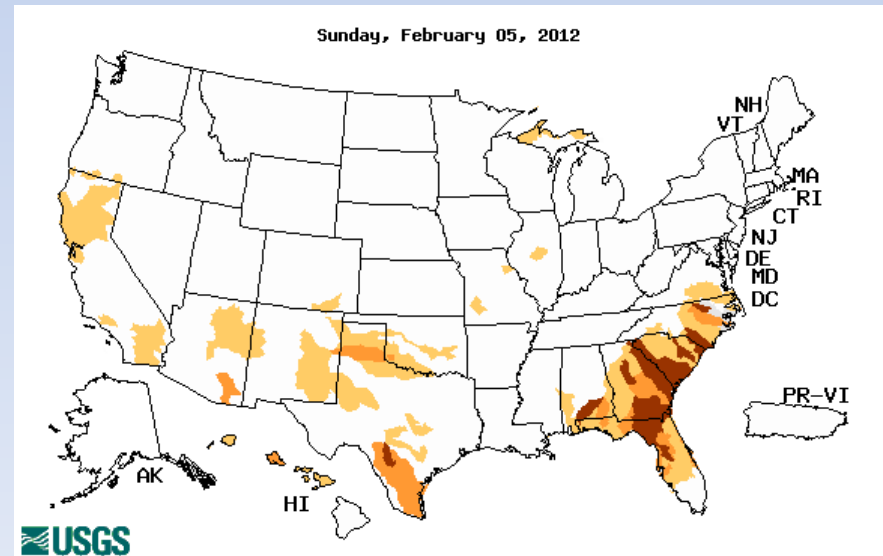 Sunday, February 05, 2012
NH
VT
MA
RI
CT
NJ
DE
MD
DC
PR-VI
AK
HI
USGS